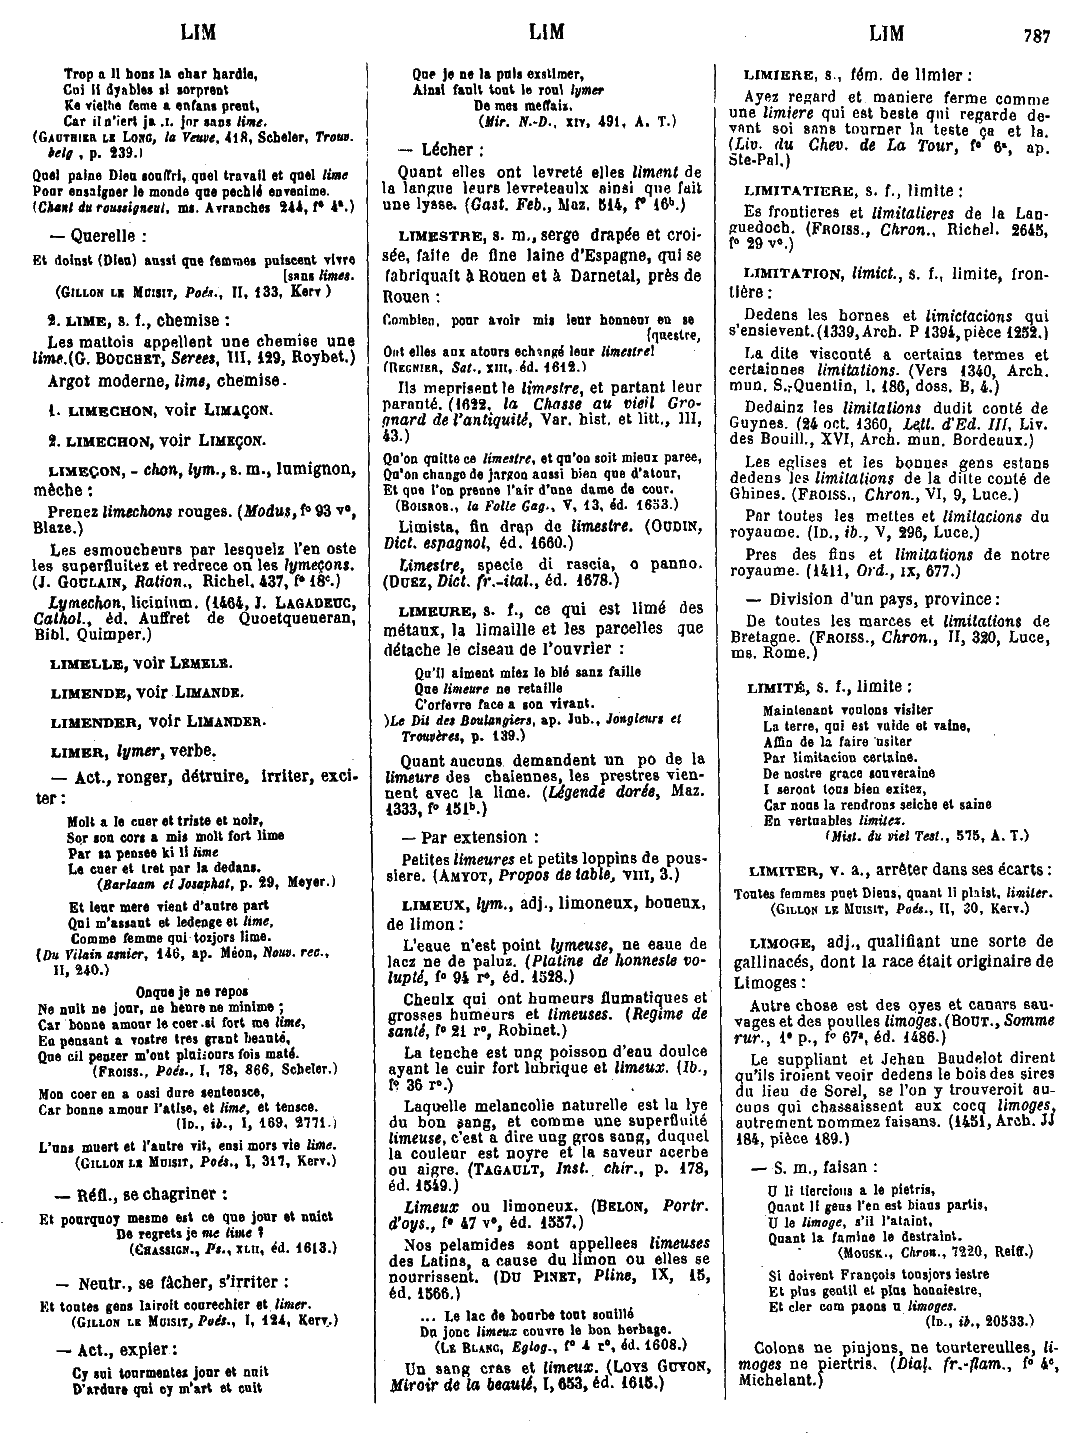 LIM
LIM
LIM
787
Trop a li hons la char hardie,
Cui li dyables si sorprent
Ke vielhe feme a enfans prent,
Car il n'iert ja .I. jor sans lime.
(GAUTHIER LE LONG, la Veuve, 418, Scheler, Trouv.
belg., p. 239.)
Quel paine Dieu souffri, quel travail et quel lime
Pour ensaigner le monde que pechié envenime.
(Chant du roussigneul, ms. Avranches 244, f° 4ª.)
— Querelle :
Et doinst (Dieu) aussi que femmes puiscent vivre
[sans limes.
(GILLON LE MUISIT, Poés., II, 133, Kerv )
2. LIME, s. f., chemise :
Les mattois appellent une chemise une
lime.(G. BOUCHET, Serees, III, 129, Roybet.)
Argot moderne, lime, chemise.
1. LIMECHON, voir LIMAÇON.
2. LIMECHON, voir LIMEÇON.
LIMEÇON, - chon, lym., s. m., lumignon,
mèche :
Prenez limechons rouges. (Modus, f° 93 v°,
Blaze.)
Les esmoucheurs par lesquelz l'en oste
les superfluitez et redrece on les lymeçons.
(J. GOULAIN, Ration., Richel. 437, f° 18ᶜ.)
Lymechon, licinium. (1464, J. LAGADEUC,
Cathol., éd. Auffret de Quoetqueneran,
Bibl. Quimper.)
LIMELLE, voir LEMELE.
LIMENDE, voir LIMANDE.
LIMENDER, voir LIMANDER.
LIMER, lymer, verbe.
— Act., ronger, détruire, irriter, exci-
ter :
Molt a le cuer et triste et noir,
Sor son cors a mis molt fort lime
Par sa pensee ki li lime
Le cuer et tret par la dedans.
(Barlaam et Josaphat, p. 29, Meyer.)
Et leur mere vient d'autre part
Qui m'assaut et ledenge et lime,
Comme femme qui tozjors lime.
(Du Vilain asnier, 146, ap. Méon, Nouv. rec.,
II, 240.)
Onque je ne repos
Ne nuit ne jour, ne heure ne minime ;
Car bonne amour le coer si fort me lime,
En pensant a vostre tres grant beauté,
Que cil penser m'ont pluisours fois maté.
(FROISS., Poés., I, 78, 866, Scheler.)
Mon coer en a ossi dure sentensce,
Car bonne amour l'atise, et lime, et tensce.
(ID., ib., I, 169, 2771.)
L'uns muert et l'autre vit, ensi mors vie lime.
(GILLON LE MUISIT, Poés., I, 317, Kerv.)
— Réfl., se chagriner :
Et pourquoy mesme est ce que jour et nuict
De regrets je me lime ?
(CHASSIGN., Ps., XLII, éd. 1613.)
— Neutr., se fâcher, s'irriter :
Et toutes gens lairoit courechier et limer.
(GILLON LE MUISIT, Poés., I, 124, Kerv.)
— Act., expier :
Cy sui tourmentes jour et nuit
D'ardure qui cy m'art et cuit
Que je ne la puis exstimer,
Ainsi fault tout le roul lymer
De mes meffais.
(Mir. N.-D., XIV, 491, A. T.)
— Lécher :
Quant elles ont levreté elles liment de
la langue leurs levreteaulx ainsi que fait
une lysse. (Gast. Feb., Maz. 514, f° 16ᵇ.)
LIMESTRE, s. m., serge drapée et croi-
sée, faite de fine laine d'Espagne, qui se
fabriquait à Rouen et à Darnetal, près de
Rouen :
Combien, pour avoir mis leur honneur en se
[questre,
Ont elles aux atours echangé leur limestre!
(REGNIER, Sat., XIII, éd. 1612.)
Ils meprisent le limestre, et partant leur
paranté. (1622, la Chasse au vieil Gro-
gnard de l'antiquité, Var. hist. et litt., III,
43.)
Qu'on quitte ce limestre, et qu'on soit mieux paree,
Qu'on change de jargon aussi bien que d'atour,
Et que l'on prenne l'air d'une dame de cour.
(BOISROB., la Folle Gag., V, 13, éd. 1653.)
Limista, fin drap de limestre. (OUDIN,
Dict. espagnol, éd. 1660.)
Limestre, specie di rascia, o panno.
(DUEZ, Dict. fr.-ital., éd. 1678.)
LIMEURE, s. f., ce qui est limé des
métaux, la limaille et les parcelles que
détache le ciseau de l'ouvrier :
Qu'il aiment miez le blé sanz faille
Que limeure ne retaille
C'orfevre face a son vivant.
)Le Dit des Boulangiers, ap. Jub., Jongleurs et
Trouvères, p. 139.)
Quant aucuns demandent un po de la
limeure des chaiennes, les prestres vien-
nent avec la lime. (Légende dorée, Maz.
1333, f° 151ᵇ.)
— Par extension :
Petites limeures et petits loppins de pous-
siere. (AMYOT, Propos de table, VIII, 3.)
LIMEUX, lym., adj., limoneux, boueux,
de limon :
L'eaue n'est point lymeuse, ne eaue de
lacz ne de paluz. (Platine de honneste vo-
lupté, f° 94 r°, éd. 1528.)
Cheulx qui ont humeurs flumatiques et
grosses humeurs et limeuses. (Regime de
santé, f° 21 r°, Robinet.)
La tenche est ung poisson d'eau doulce
ayant le cuir fort lubrique et limeux. (Ib.,
f° 36 r°.)
Laquelle melancolie naturelle est la lye
du bon sang, et comme une superfluité
limeuse, c'est a dire ung gros sang, duquel
la couleur est noyre et la saveur acerbe
ou aigre. (TAGAULT, Inst. chir., p. 178,
éd. 1549.)
Limeux ou limoneux. (BELON, Portr.
d'oys., f° 47 v°, éd. 1557.)
Nos pelamides sont appellees limeuses
des Latins, a cause du limon ou elles se
nourrissent. (DU PINET, Pline, IX, 15,
éd. 1566.)
... Le lac de bourbe tout souillé
Du jonc limeux couvre le bon herbage.
(LE BLANC, Eglog., f° 4 r°, éd. 1608.)
Un sang cras et limeux. (LOYS GUYON,
Miroir de la beauté, I, 653, éd. 1615.)
LIMIERE, s., fém. de limier :
Ayez regard et maniere ferme comme
une limiere qui est beste qui regarde de-
vant soi sans tourner la teste ça et la.
(Liv. du Chev. de La Tour, f° 6ª, ap.
Ste-Pal.)
LIMITATIERE, s. f., limite :
Es frontieres et limitatieres de la Lan-
guedoch. (FROISS., Chron., Richel. 2645,
f° 29 v°.)
LIMITATION, limict., s. f., limite, fron-
tière :
Dedens les bornes et limictacions qui
s'ensievent.(1339, Arch. P 1394, pièce 1252.)
La dite visconté a certains termes et
certainnes limitations. (Vers 1340, Arch.
mun. S.-Quentin, l. 186, doss. B, 4.)
Dedainz les limitations dudit conté de
Guynes. (24 oct. 1360, Lett. d'Ed. III, Liv.
des Bouill., XVI, Arch. mun. Bordeaux.)
Les eglises et les bonnes gens estans
dedens les limitations de la ditte conté de
Ghines. (FROISS., Chron., VI, 9, Luce.)
Par toutes les mettes et limitacions du
royaume. (ID., ib., V, 296, Luce.)
Pres des fins et limitations de notre
royaume. (1411, Ord., IX, 677.)
— Division d'un pays, province :
De toutes les marces et limitations de
Bretagne. (FROISS., Chron., II, 320, Luce,
ms. Rome.)
LIMITÉ, s. f., limite :
Maintenant voulons visiter
La terre, qui est vuide et vaine,
Affin de la faire usiter
Par limitacion certaine.
De nostre grace souveraine
I seront tous bien exitez,
Car nous la rendrons seiche et saine
En vertuables limitez.
(Mist. du viel Test., 575, A. T.)
LIMITER, v. a., arrêter dans ses écarts :
Toutes femmes puet Dieus, quant li plaist, limiter.
(GILLON LE MUISIT, Poés., II, 30, Kerv.)
LIMOGE, adj., qualifiant une sorte de
gallinacés, dont la race était originaire de
Limoges :
Autre chose est des oyes et canars sau-
vages et des poulles limoges. (BOUT., Somme
rur., 1ª p., f° 67ª, éd. 1486.)
Le suppliant et Jehan Baudelot dirent
qu'ils iroient veoir dedens le bois des sires
du lieu de Sorel, se l'on y trouveroit au-
cuns qui chassaissent aux cocq limoges,
autrement nommez faisans. (1451, Arch. JJ
184, pièce 189.)
— S. m., faisan :
U li tiercious a le pietris,
Quant li gens l'en est bians partis,
U le limoge, s'il l'ataint,
Quant la famine le destraint.
(MOUSK., Chron., 7220, Reiff.)
Si doivent François tousjors iestre
Et plus gentil et plus honniestre,
Et cler com paons u limoges.
(ID., ib., 20533.)
Colons ne pinjons, ne tourtereulles, li-
moges ne piertris. (Dial. fr.-flam., f° 4ᶜ,
Michelant.)